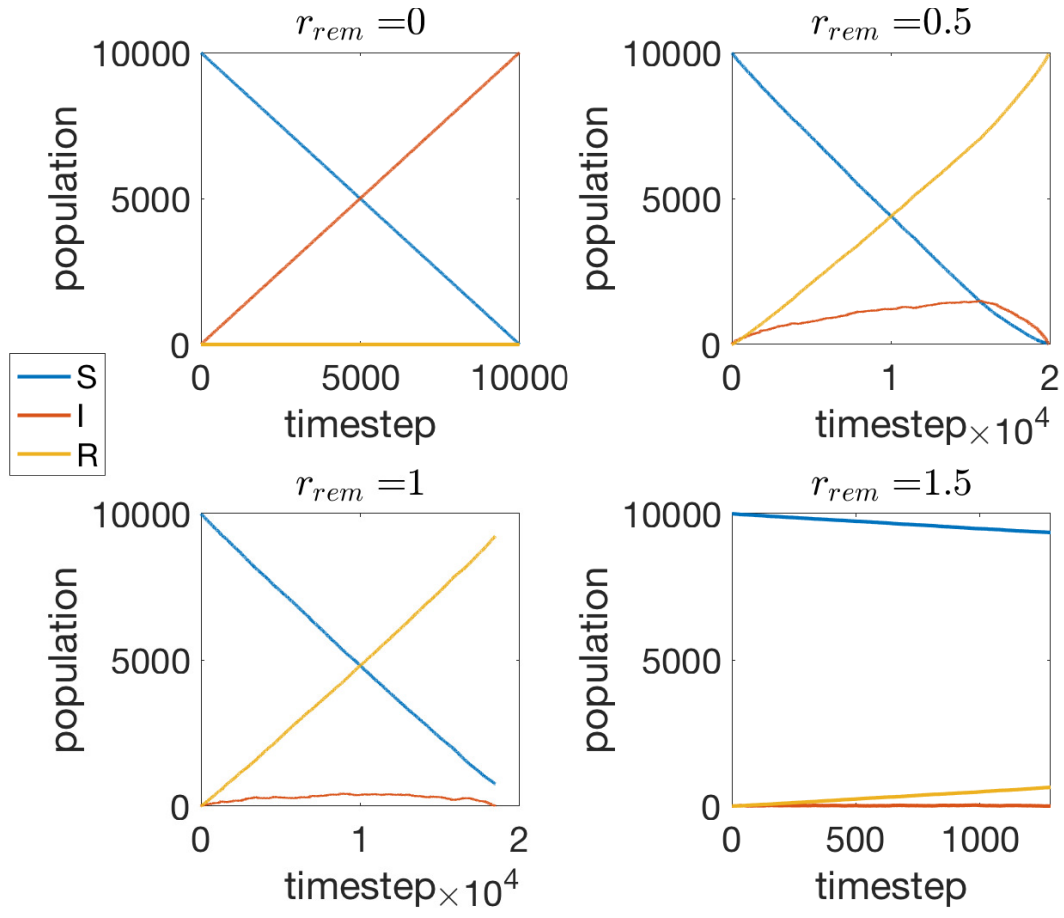 r_rem =0
10000
5000
0
population
0 5000 10000
timestep
r_rem =0.5
10000
5000
0
population
0 1 2
timestep ×10^4
S
I
R
r_rem =1
10000
5000
0
population
0 1 2
timestep ×10^4
r_rem =1.5
10000
5000
0
population
0 500 1000
timestep